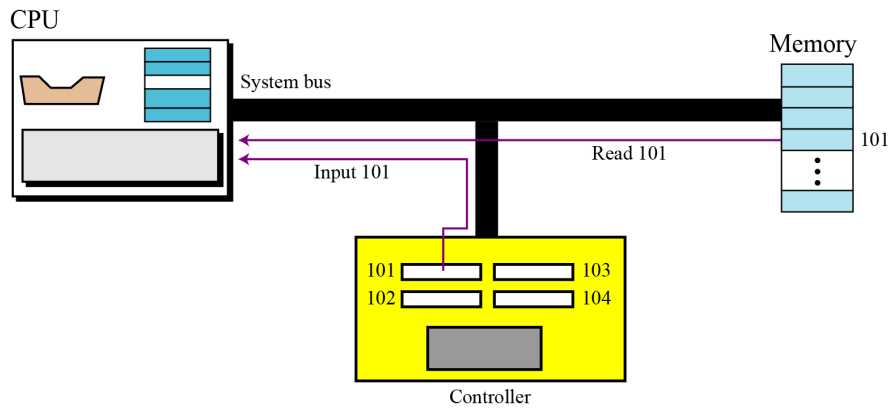 CPU
Memory
System bus
101
Read 101
Input 101
101
103
102
104
Controller